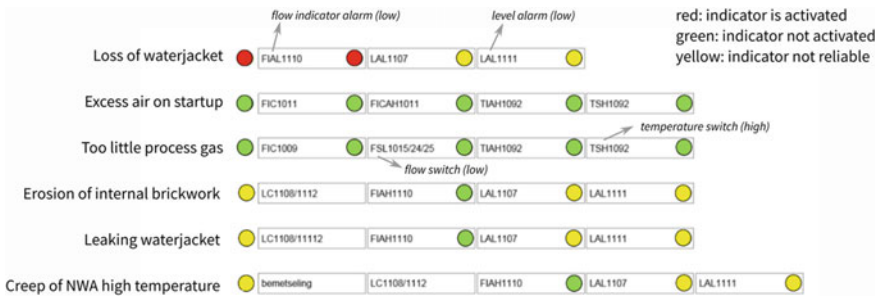 flow indicator alarm (low)
level alarm (low)
red: indicator is activated
green: indicator not activated
yellow: indicator not reliable
Loss of waterjacket FIAL1110 LAL1107 LAL1111
Excess air on startup FIC1011 FICAH1011 TIAH1092 TSH1092
temperature switch (high)
Too little process gas FIC1009 FSL1015/24/25 TIAH1092 TSH1092
flow switch (low)
Erosion of internal brickwork LC1108/1112 FIAH1110 LAL1107 LAL1111
Leaking waterjacket LC1108/11112 FIAH1110 LAL1107 LAL1111
Creep of NWA high temperature bemetseling LC1108/1112 FIAH1110 LAL1107 LAL1111